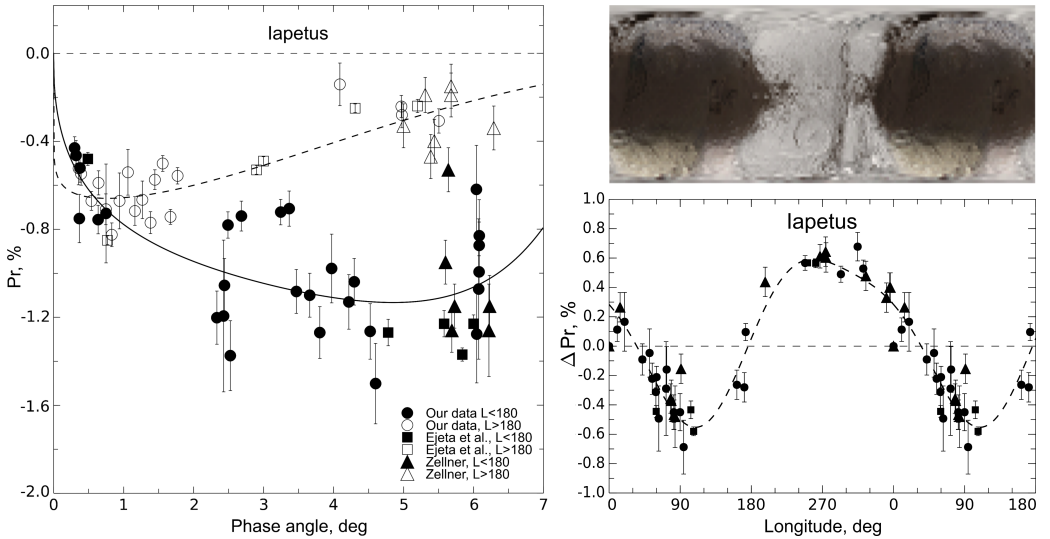 Iapetus
0.0
-0.4
-0.8
-1.2
-1.6
-2.0
Pr, %
Our data L<180
Our data, L>180
Ejeta et al., L<180
Ejeta et al., L>180
Zellner, L<180
Zellner, L>180
0 1 2 3 4 5 6 7
Phase angle, deg
Iapetus
1.0
0.8
0.6
0.4
0.2
0.0
-0.2
-0.4
-0.6
-0.8
-1.0
Δ Pr, %
0 90 180 270 0 90 180
Longitude, deg